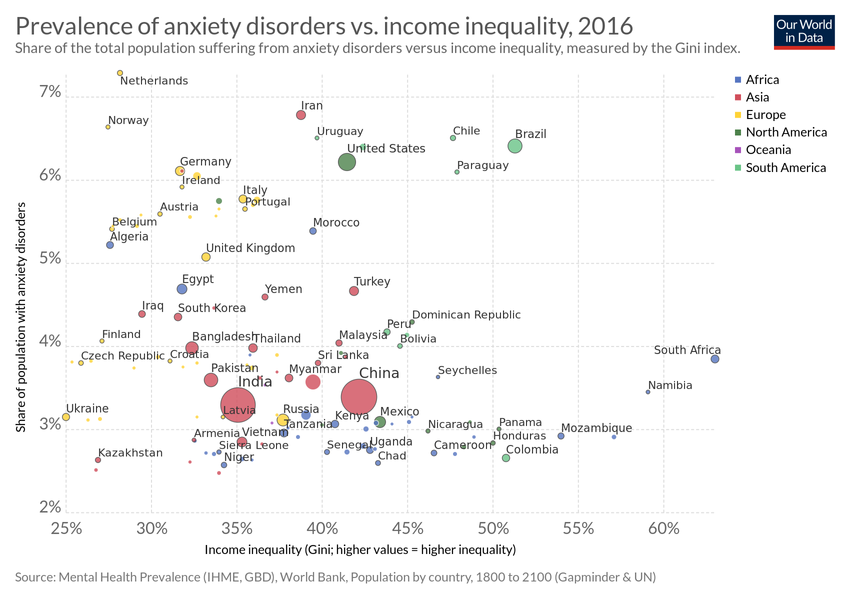 Prevalence of anxiety disorders vs. income inequality, 2016
Share of the total population suffering from anxiety disorders versus income inequality, measured by the Gini index.
Our World
in Data
Africa
Asia
Europe
North America
Oceania
South America
Share of population with anxiety disorders
7%
6%
5%
4%
3%
2%
Netherlands
Iran
Norway
Uruguay
Chile
Brazil
United States
Germany
Paraguay
Ireland
Italy
Portugal
Austria
Belgium
Morocco
Algeria
United Kingdom
Egypt
Turkey
Yemen
Iraq
South Korea
Dominican Republic
Peru
Finland
Bangladesh
Thailand
Malaysia
Bolivia
South Africa
Czech Republic
Croatia
Sri Lanka
Pakistan
Myanmar
China
Seychelles
India
Namibia
Ukraine
Latvia
Russia
Kenya
Mexico
Tanzania
Nicaragua
Panama
Mozambique
Armenia
Vietnam
Honduras
Sierra Leone
Senegal
Uganda
Cameroon
Kazakhstan
Niger
Chad
Colombia
25%
30%
35%
40%
45%
50%
55%
60%
Income inequality (Gini; higher values = higher inequality)
Source: Mental Health Prevalence (IHME, GBD), World Bank, Population by country, 1800 to 2100 (Gapminder & UN)